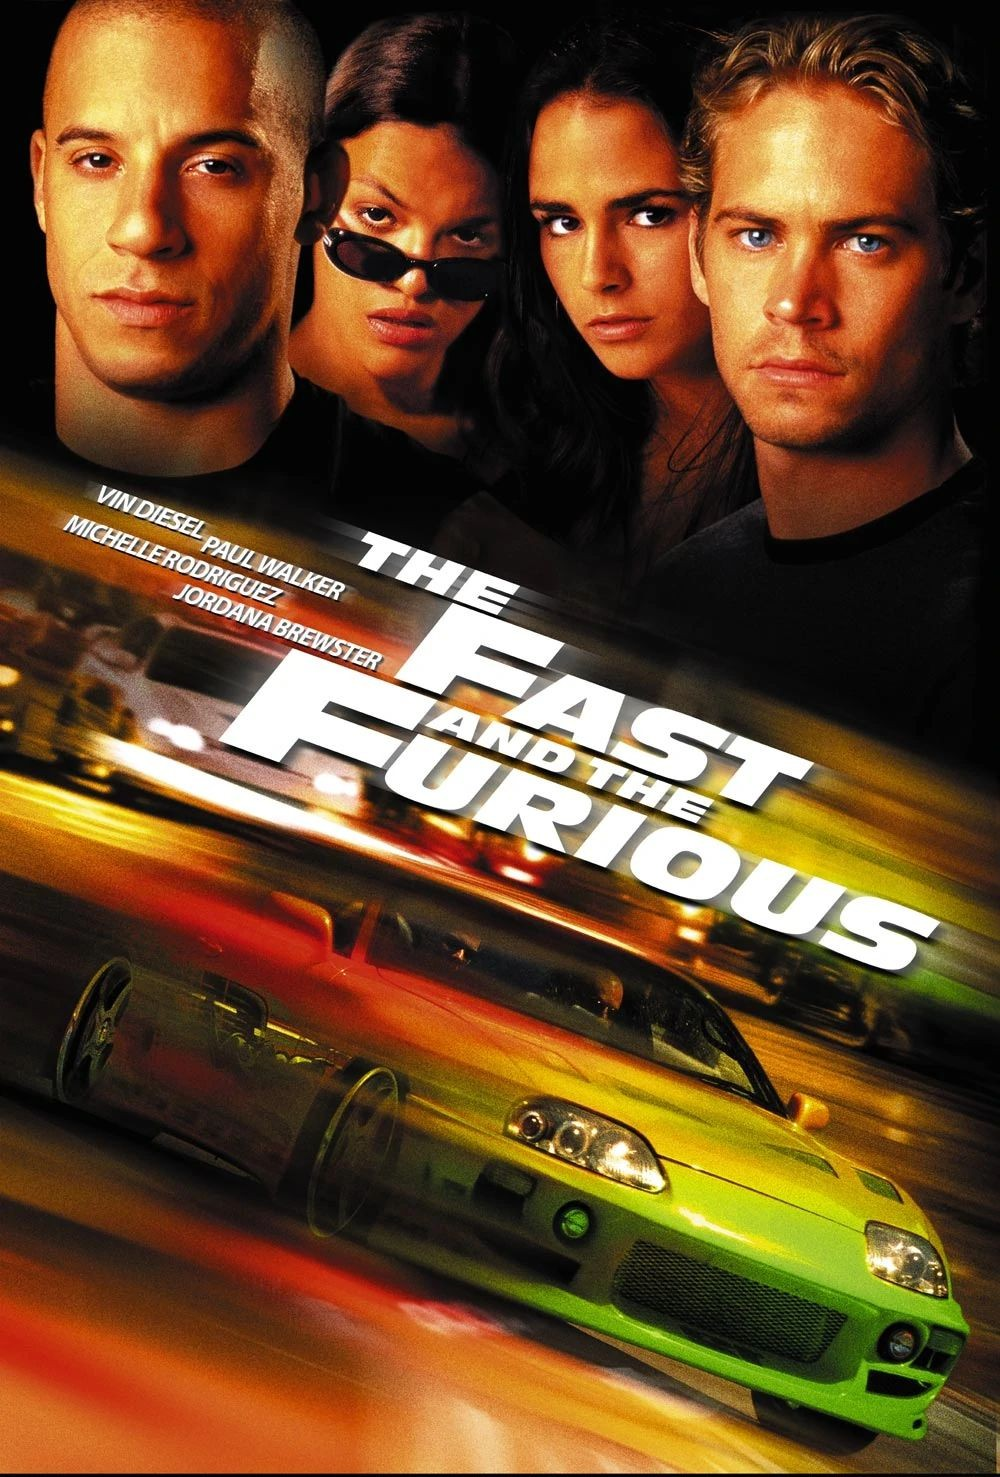 VIN DIESEL
PAUL WALKER
MICHELLE RODRIGUEZ
JORDANA BREWSTER
THE
FAST
AND THE
FURIOUS